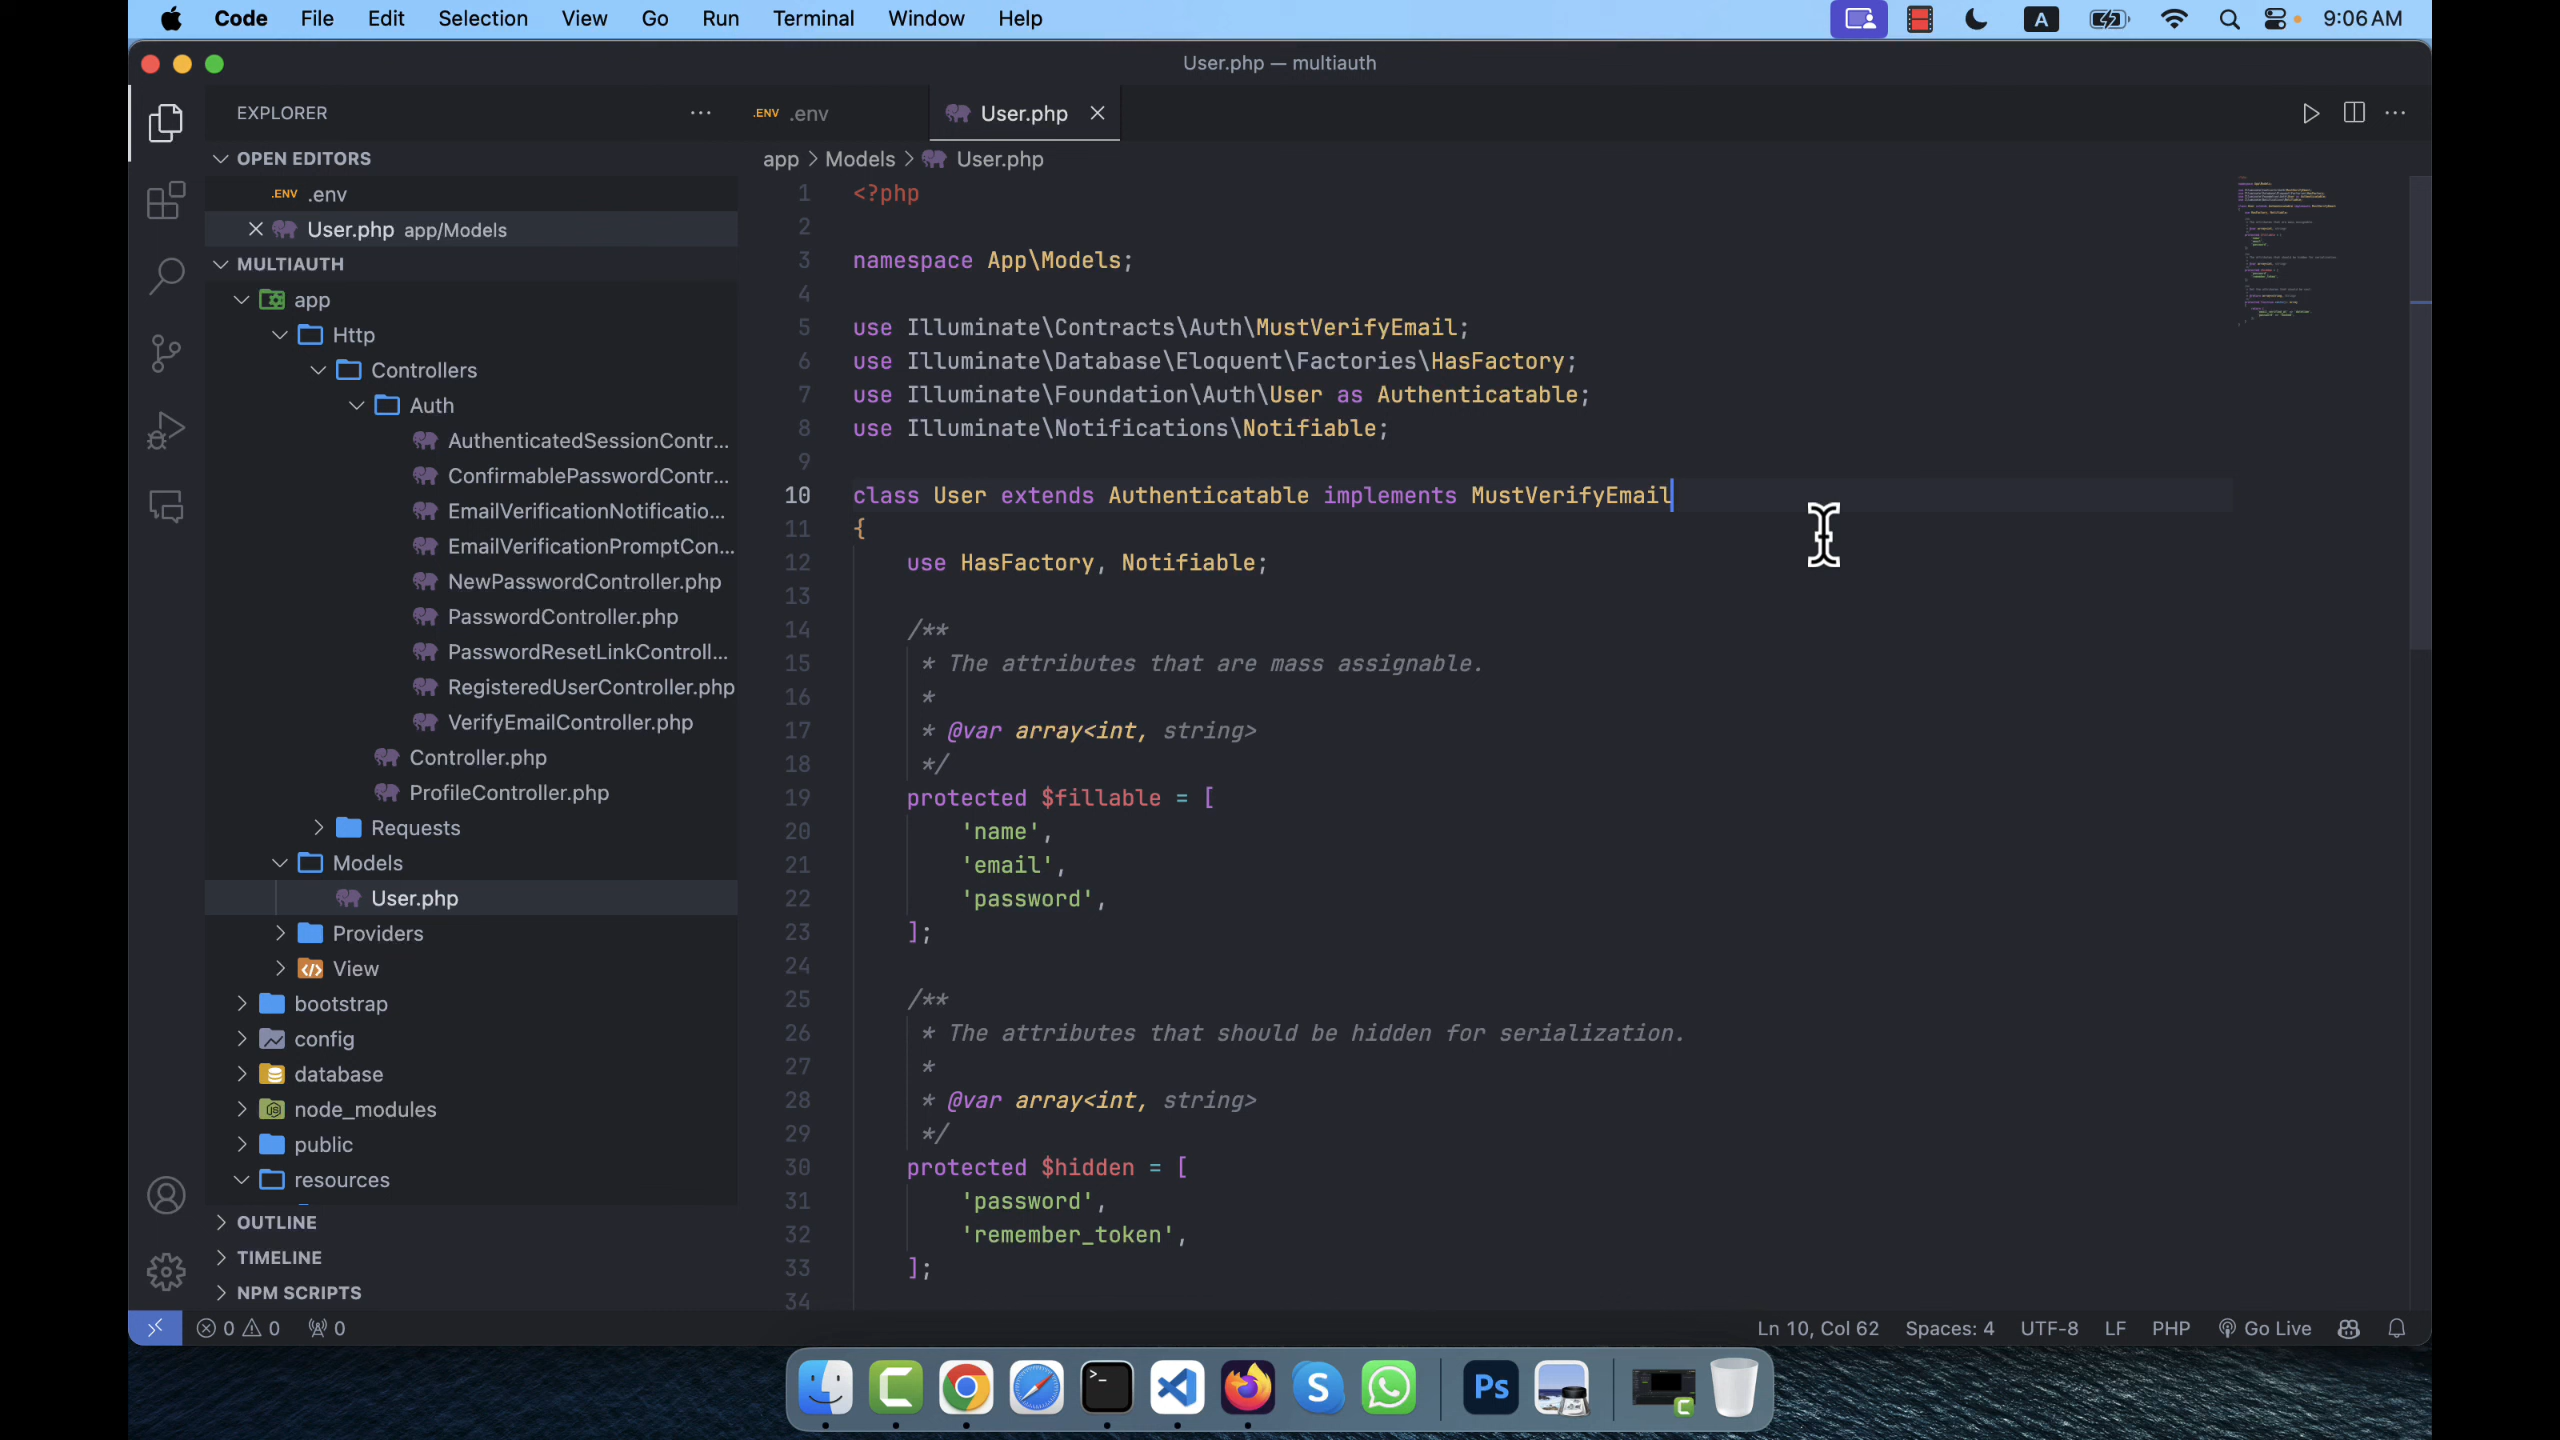 Code File Edit Selection View Go Run Terminal Window Help A 9:06 AM
User.php — multiauth
EXPLORER
.ENV .env
User.php
OPEN EDITORS
.ENV .env
User.php app/Models
MULTIAUTH
app
Http
Controllers
Auth
AuthenticatedSessionContr...
ConfirmablePasswordContr...
EmailVerificationNotificatio...
EmailVerificationPromptCon...
NewPasswordController.php
PasswordController.php
PasswordResetLinkControll...
RegisteredUserController.php
VerifyEmailController.php
Controller.php
ProfileController.php
Requests
Models
User.php
Providers
View
bootstrap
config
database
node_modules
public
resources
OUTLINE
TIMELINE
NPM SCRIPTS
app > Models > User.php
1 <?php
2
3 namespace App\Models;
4
5 use Illuminate\Contracts\Auth\MustVerifyEmail;
6 use Illuminate\Database\Eloquent\Factories\HasFactory;
7 use Illuminate\Foundation\Auth\User as Authenticatable;
8 use Illuminate\Notifications\Notifiable;
9
10 class User extends Authenticatable implements MustVerifyEmail
11 {
12 use HasFactory, Notifiable;
13
14 /**
15 * The attributes that are mass assignable.
16 *
17 * @var array<int, string>
18 */
19 protected $fillable = [
20 'name',
21 'email',
22 'password',
23 ];
24
25 /**
26 * The attributes that should be hidden for serialization.
27 *
28 * @var array<int, string>
29 */
30 protected $hidden = [
31 'password',
32 'remember_token',
33 ];
34
0 0 0 Ln 10, Col 62 Spaces: 4 UTF-8 LF PHP Go Live
Ps